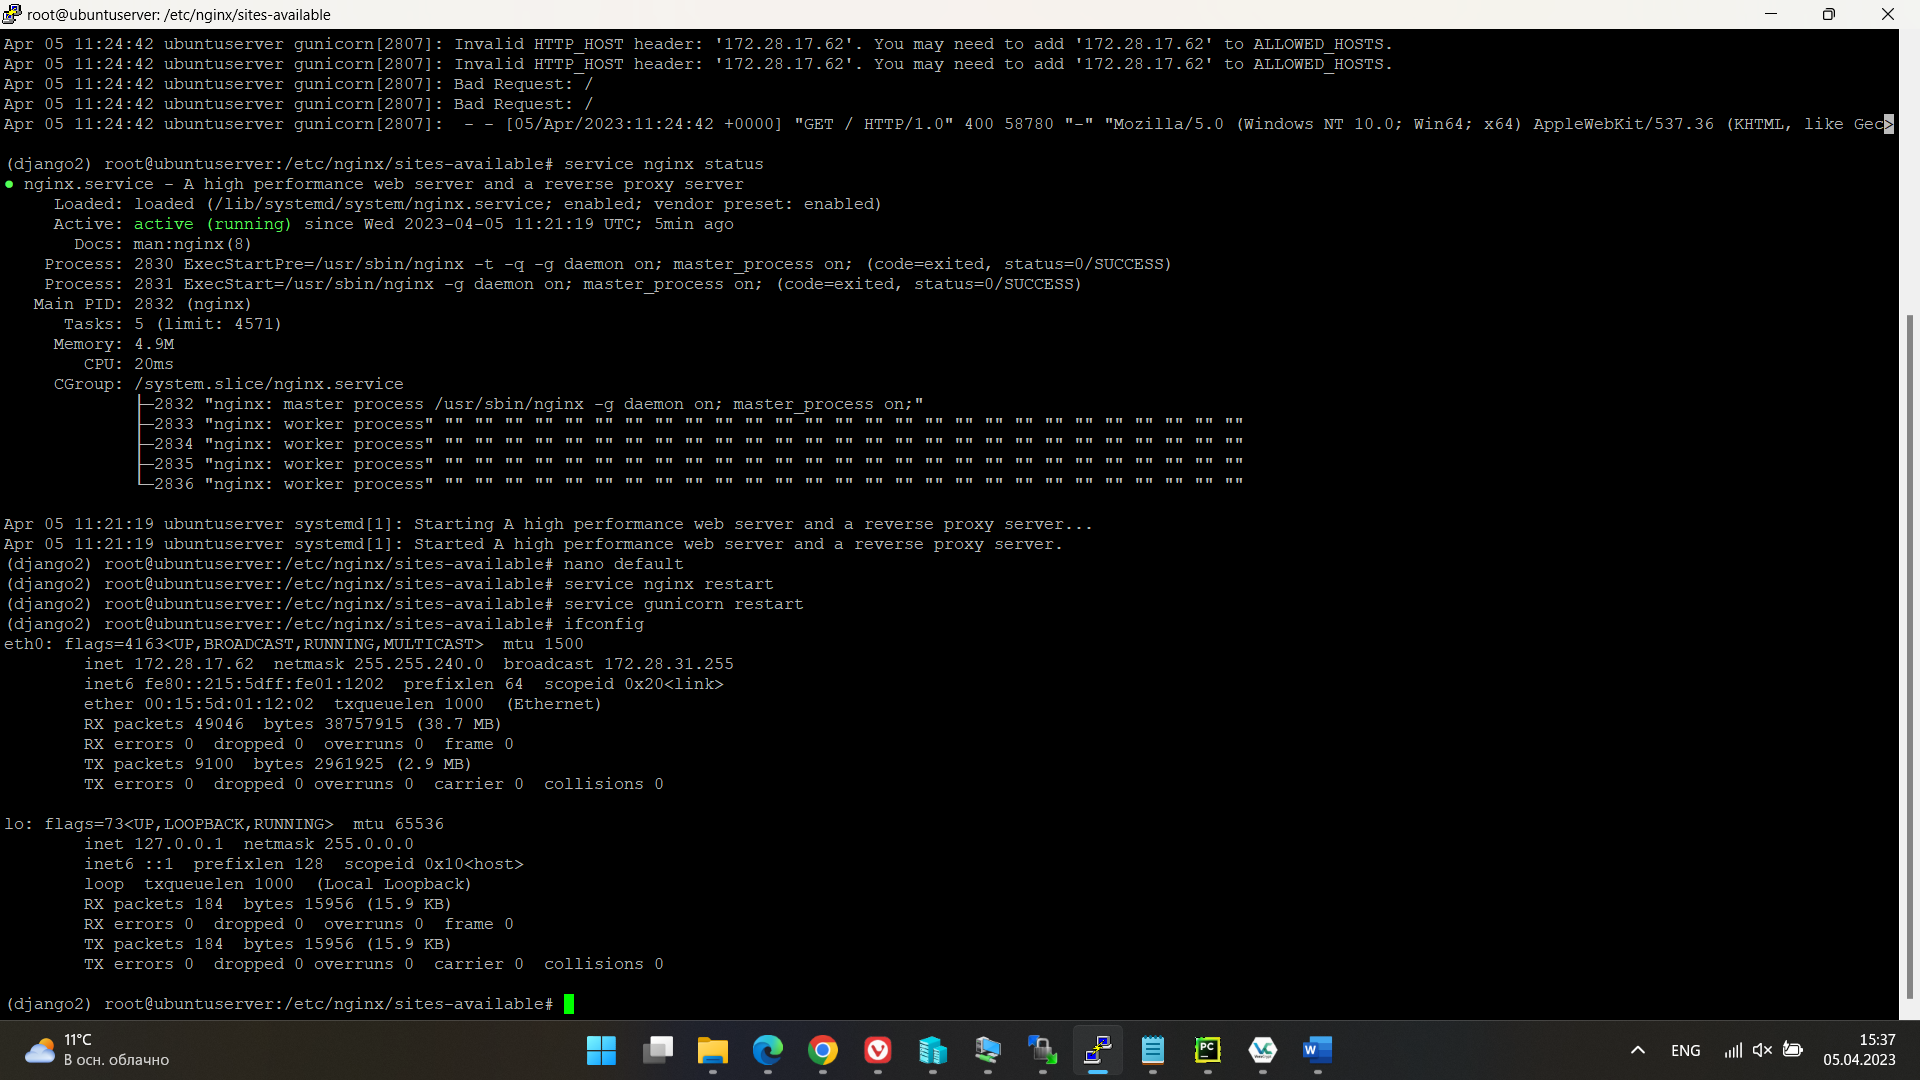 root@ubuntuserver: /etc/nginx/sites-available
Apr 05 11:24:42 ubuntuserver gunicorn[2807]: Invalid HTTP_HOST header: '172.28.17.62'. You may need to add '172.28.17.62' to ALLOWED_HOSTS.
Apr 05 11:24:42 ubuntuserver gunicorn[2807]: Invalid HTTP_HOST header: '172.28.17.62'. You may need to add '172.28.17.62' to ALLOWED_HOSTS.
Apr 05 11:24:42 ubuntuserver gunicorn[2807]: Bad Request: /
Apr 05 11:24:42 ubuntuserver gunicorn[2807]: Bad Request: /
Apr 05 11:24:42 ubuntuserver gunicorn[2807]:  - - [05/Apr/2023:11:24:42 +0000] "GET / HTTP/1.0" 400 58780 "-" "Mozilla/5.0 (Windows NT 10.0; Win64; x64) AppleWebKit/537.36 (KHTML, like Gec>
(django2) root@ubuntuserver:/etc/nginx/sites-available# service nginx status
● nginx.service - A high performance web server and a reverse proxy server
     Loaded: loaded (/lib/systemd/system/nginx.service; enabled; vendor preset: enabled)
     Active: active (running) since Wed 2023-04-05 11:21:19 UTC; 5min ago
       Docs: man:nginx(8)
    Process: 2830 ExecStartPre=/usr/sbin/nginx -t -q -g daemon on; master_process on; (code=exited, status=0/SUCCESS)
    Process: 2831 ExecStart=/usr/sbin/nginx -g daemon on; master_process on; (code=exited, status=0/SUCCESS)
   Main PID: 2832 (nginx)
      Tasks: 5 (limit: 4571)
     Memory: 4.9M
        CPU: 20ms
     CGroup: /system.slice/nginx.service
             ├─2832 "nginx: master process /usr/sbin/nginx -g daemon on; master_process on;"
             ├─2833 "nginx: worker process" "" "" "" "" "" "" "" "" "" "" "" "" "" "" "" "" "" "" "" "" "" "" "" "" "" "" ""
             ├─2834 "nginx: worker process" "" "" "" "" "" "" "" "" "" "" "" "" "" "" "" "" "" "" "" "" "" "" "" "" "" "" ""
             ├─2835 "nginx: worker process" "" "" "" "" "" "" "" "" "" "" "" "" "" "" "" "" "" "" "" "" "" "" "" "" "" "" ""
             └─2836 "nginx: worker process" "" "" "" "" "" "" "" "" "" "" "" "" "" "" "" "" "" "" "" "" "" "" "" "" "" "" ""
Apr 05 11:21:19 ubuntuserver systemd[1]: Starting A high performance web server and a reverse proxy server...
Apr 05 11:21:19 ubuntuserver systemd[1]: Started A high performance web server and a reverse proxy server.
(django2) root@ubuntuserver:/etc/nginx/sites-available# nano default
(django2) root@ubuntuserver:/etc/nginx/sites-available# service nginx restart
(django2) root@ubuntuserver:/etc/nginx/sites-available# service gunicorn restart
(django2) root@ubuntuserver:/etc/nginx/sites-available# ifconfig
eth0: flags=4163<UP,BROADCAST,RUNNING,MULTICAST>  mtu 1500
        inet 172.28.17.62  netmask 255.255.240.0  broadcast 172.28.31.255
        inet6 fe80::215:5dff:fe01:1202  prefixlen 64  scopeid 0x20<link>
        ether 00:15:5d:01:12:02  txqueuelen 1000  (Ethernet)
        RX packets 49046  bytes 38757915 (38.7 MB)
        RX errors 0  dropped 0  overruns 0  frame 0
        TX packets 9100  bytes 2961925 (2.9 MB)
        TX errors 0  dropped 0 overruns 0  carrier 0  collisions 0
lo: flags=73<UP,LOOPBACK,RUNNING>  mtu 65536
        inet 127.0.0.1  netmask 255.0.0.0
        inet6 ::1  prefixlen 128  scopeid 0x10<host>
        loop  txqueuelen 1000  (Local Loopback)
        RX packets 184  bytes 15956 (15.9 KB)
        RX errors 0  dropped 0  overruns 0  frame 0
        TX packets 184  bytes 15956 (15.9 KB)
        TX errors 0  dropped 0 overruns 0  carrier 0  collisions 0
(django2) root@ubuntuserver:/etc/nginx/sites-available#
11°C
В осн. облачно
PC
W
ENG
15:37
05.04.2023